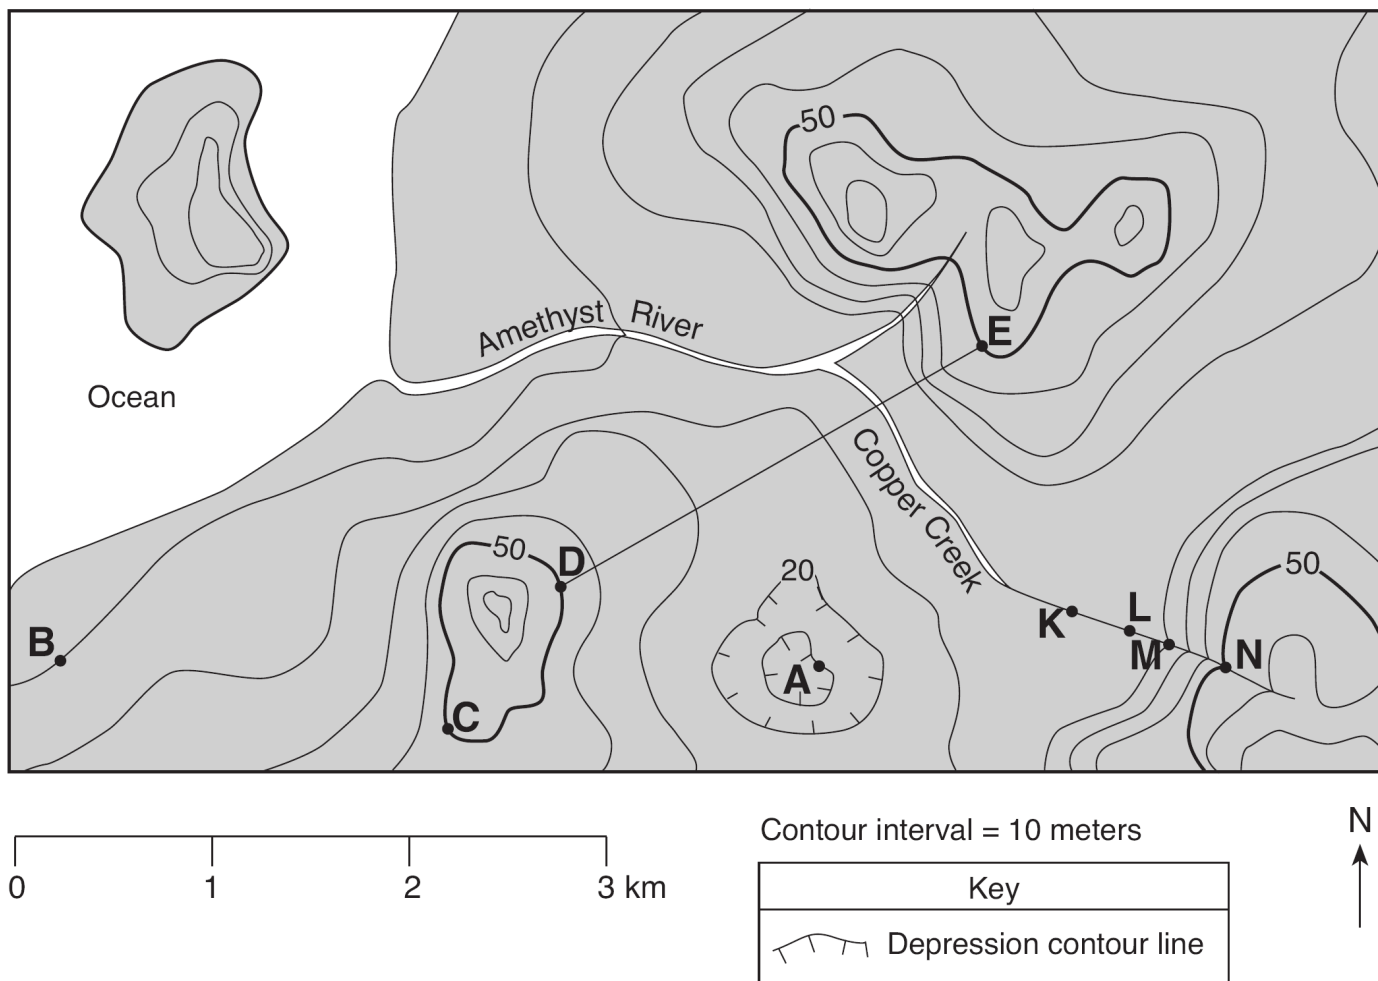 50
Amethyst River
E
Ocean
Copper Creek
50
D
20
50
B
K
L
M
N
A
C
0 1 2 3 km
Contour interval = 10 meters
N
Key
Depression contour line